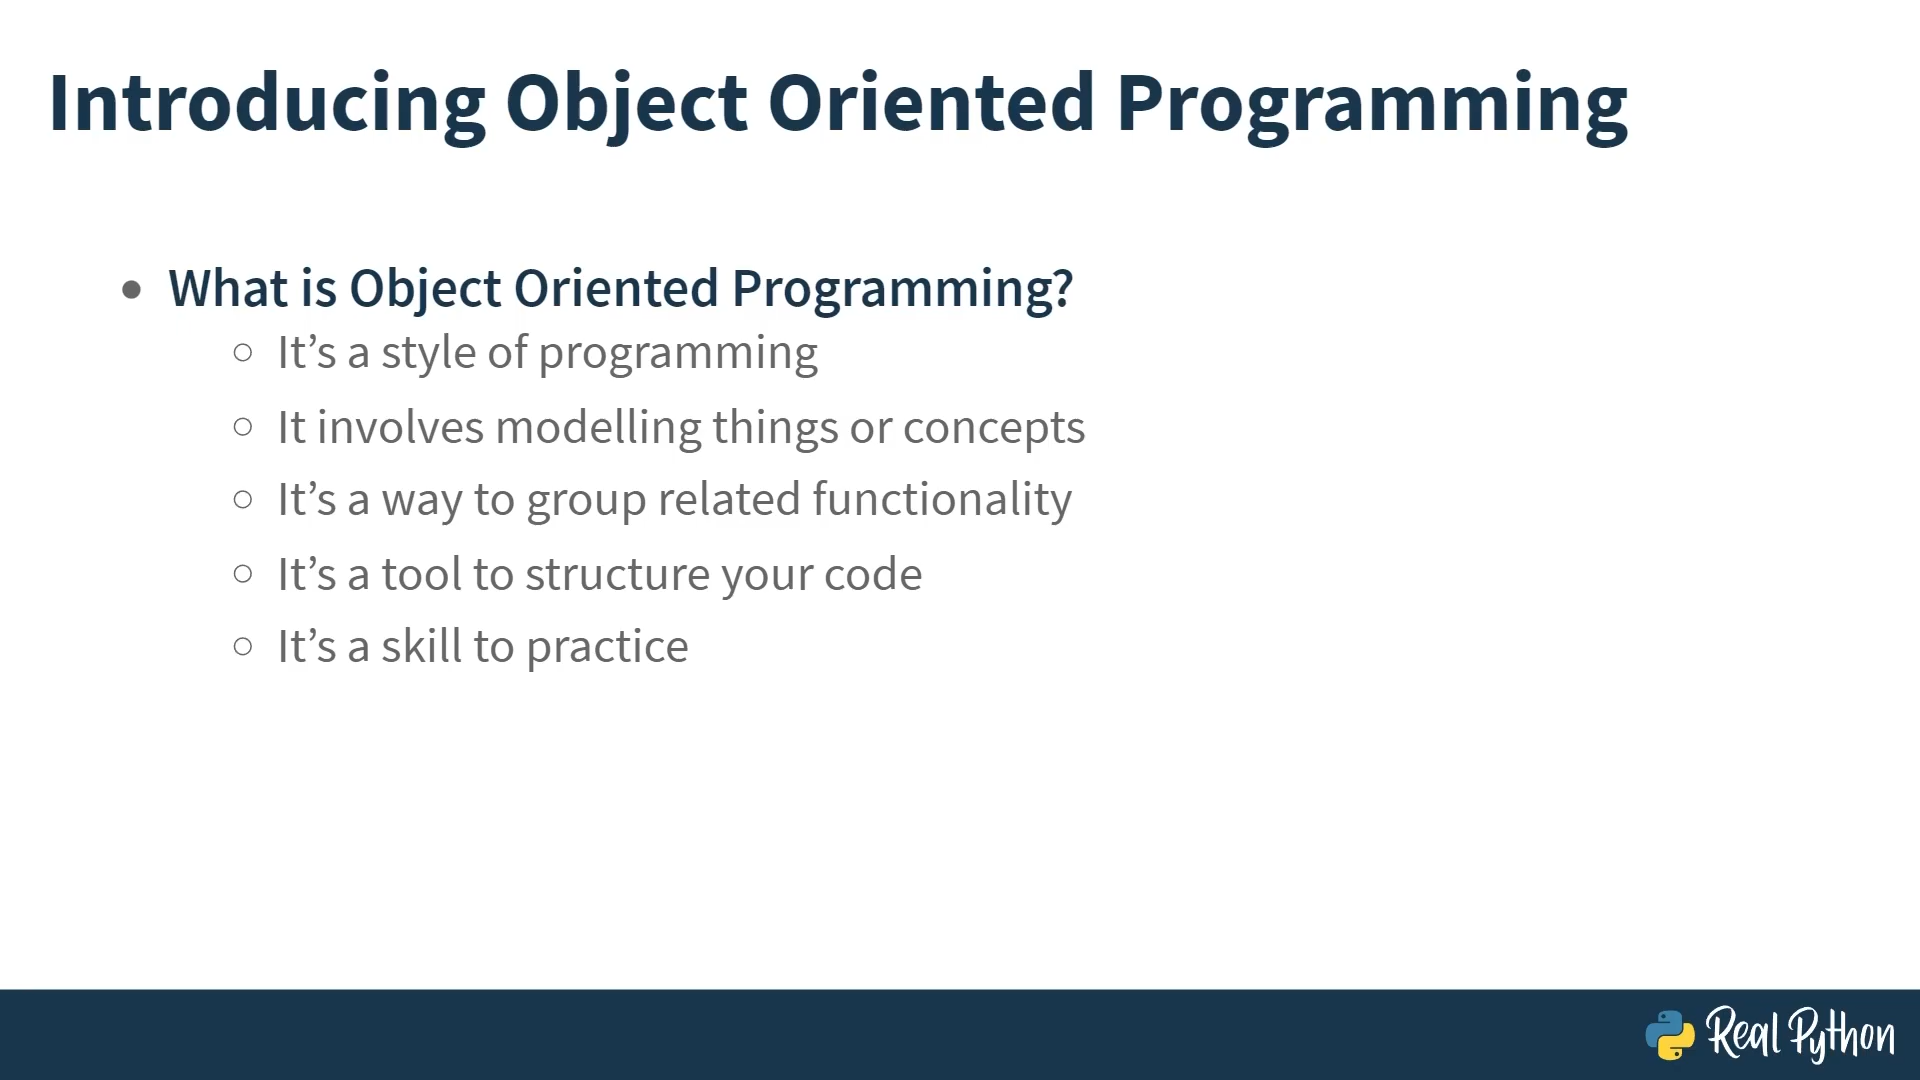 Introducing Object Oriented Programming
What is Object Oriented Programming?
It’s a style of programming
It involves modelling things or concepts
It’s a way to group related functionality
It’s a tool to structure your code
It’s a skill to practice
Real Python